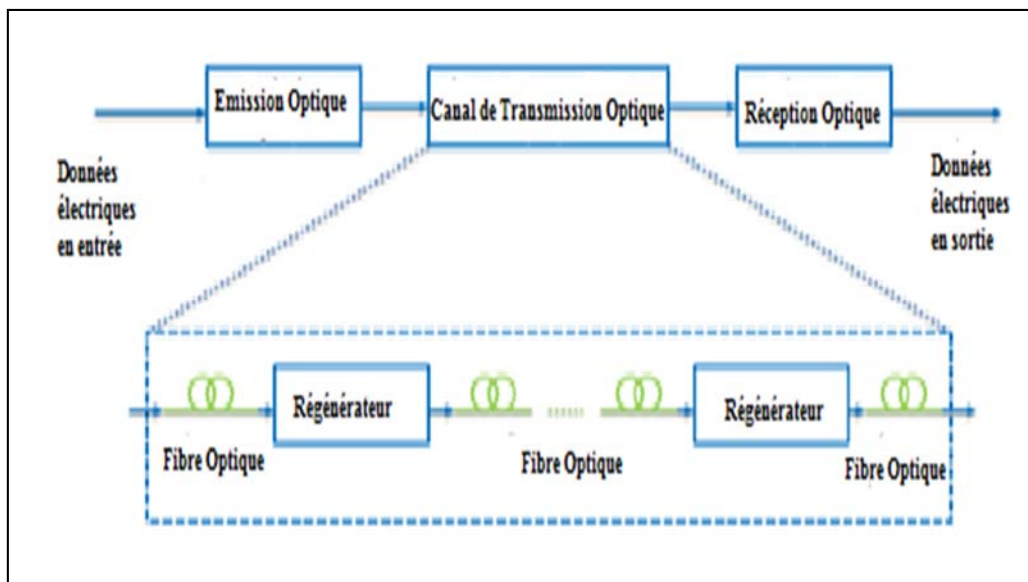 Emission Optique
Canal de Transmission Optique
Réception Optique
Données
électriques
en entrée
Données
électriques
en sortie
Régénérateur
Régénérateur
Fibre Optique
Fibre Optique
Fibre Optique